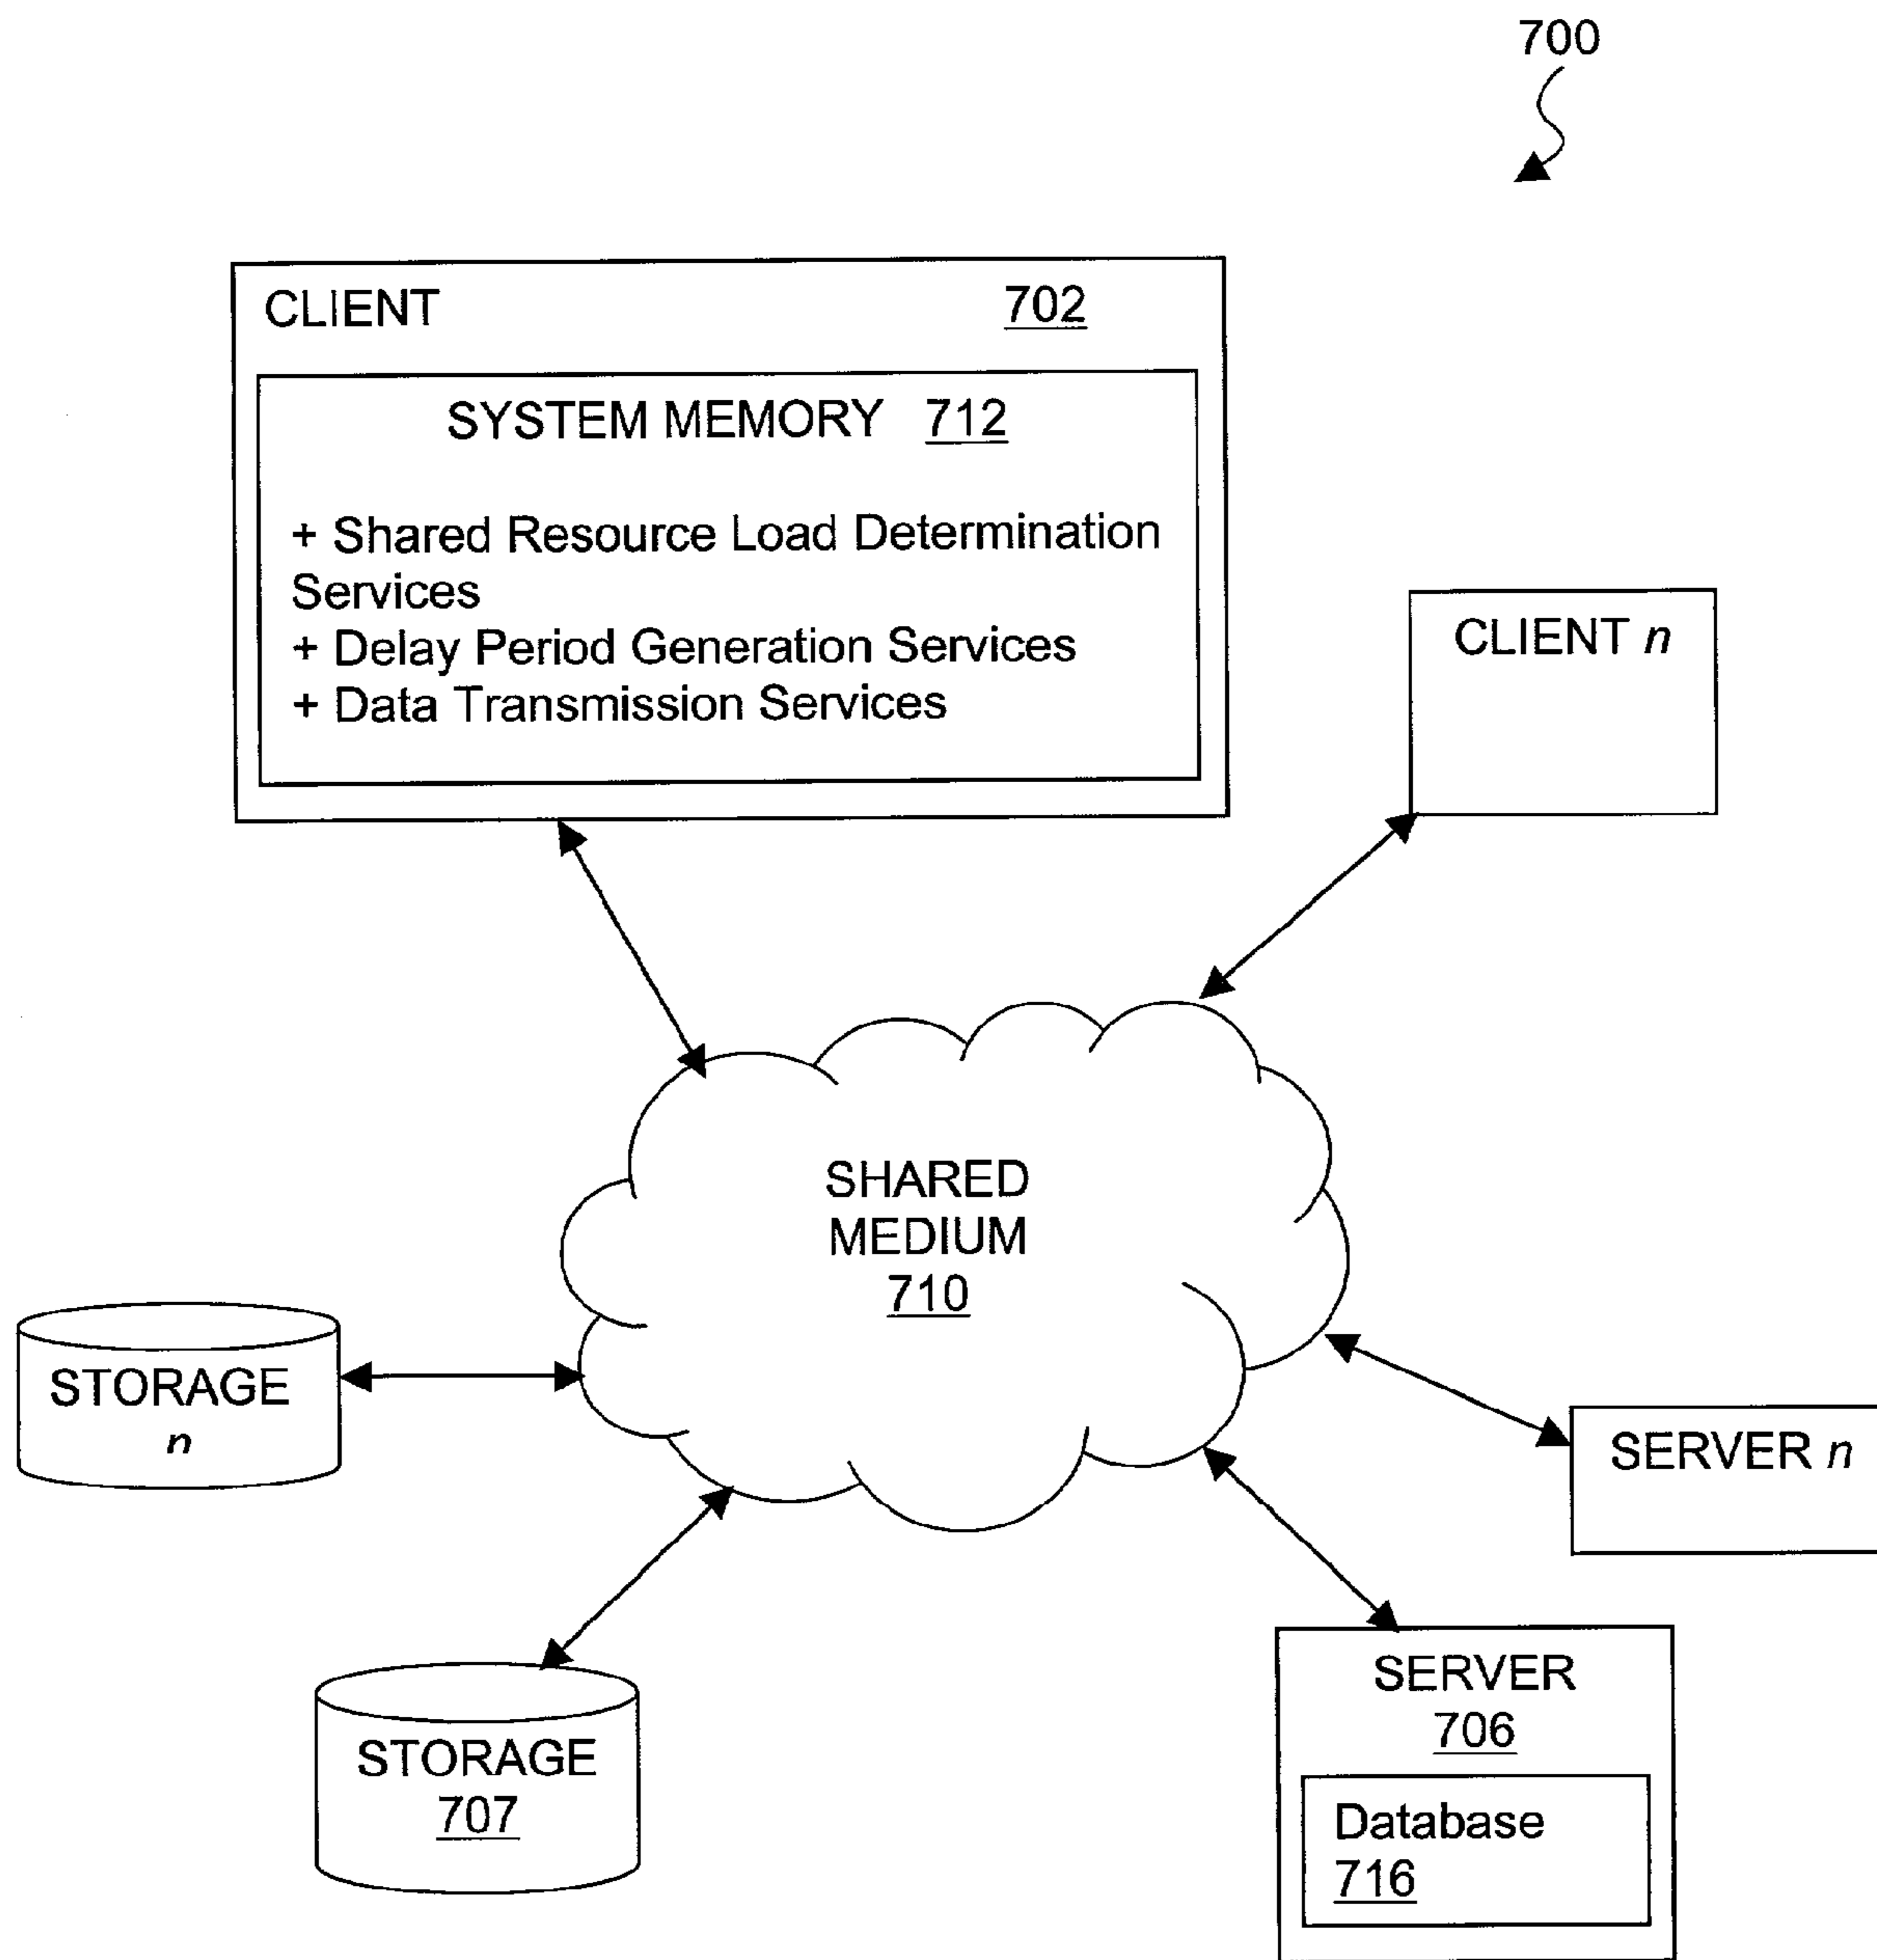 700
CLIENT 702
SYSTEM MEMORY 712
+ Shared Resource Load Determination
Services
+ Delay Period Generation Services
+ Data Transmission Services
CLIENT n
SHARED
MEDIUM
710
STORAGE
n
SERVER n
STORAGE
707
SERVER
706
Database
716